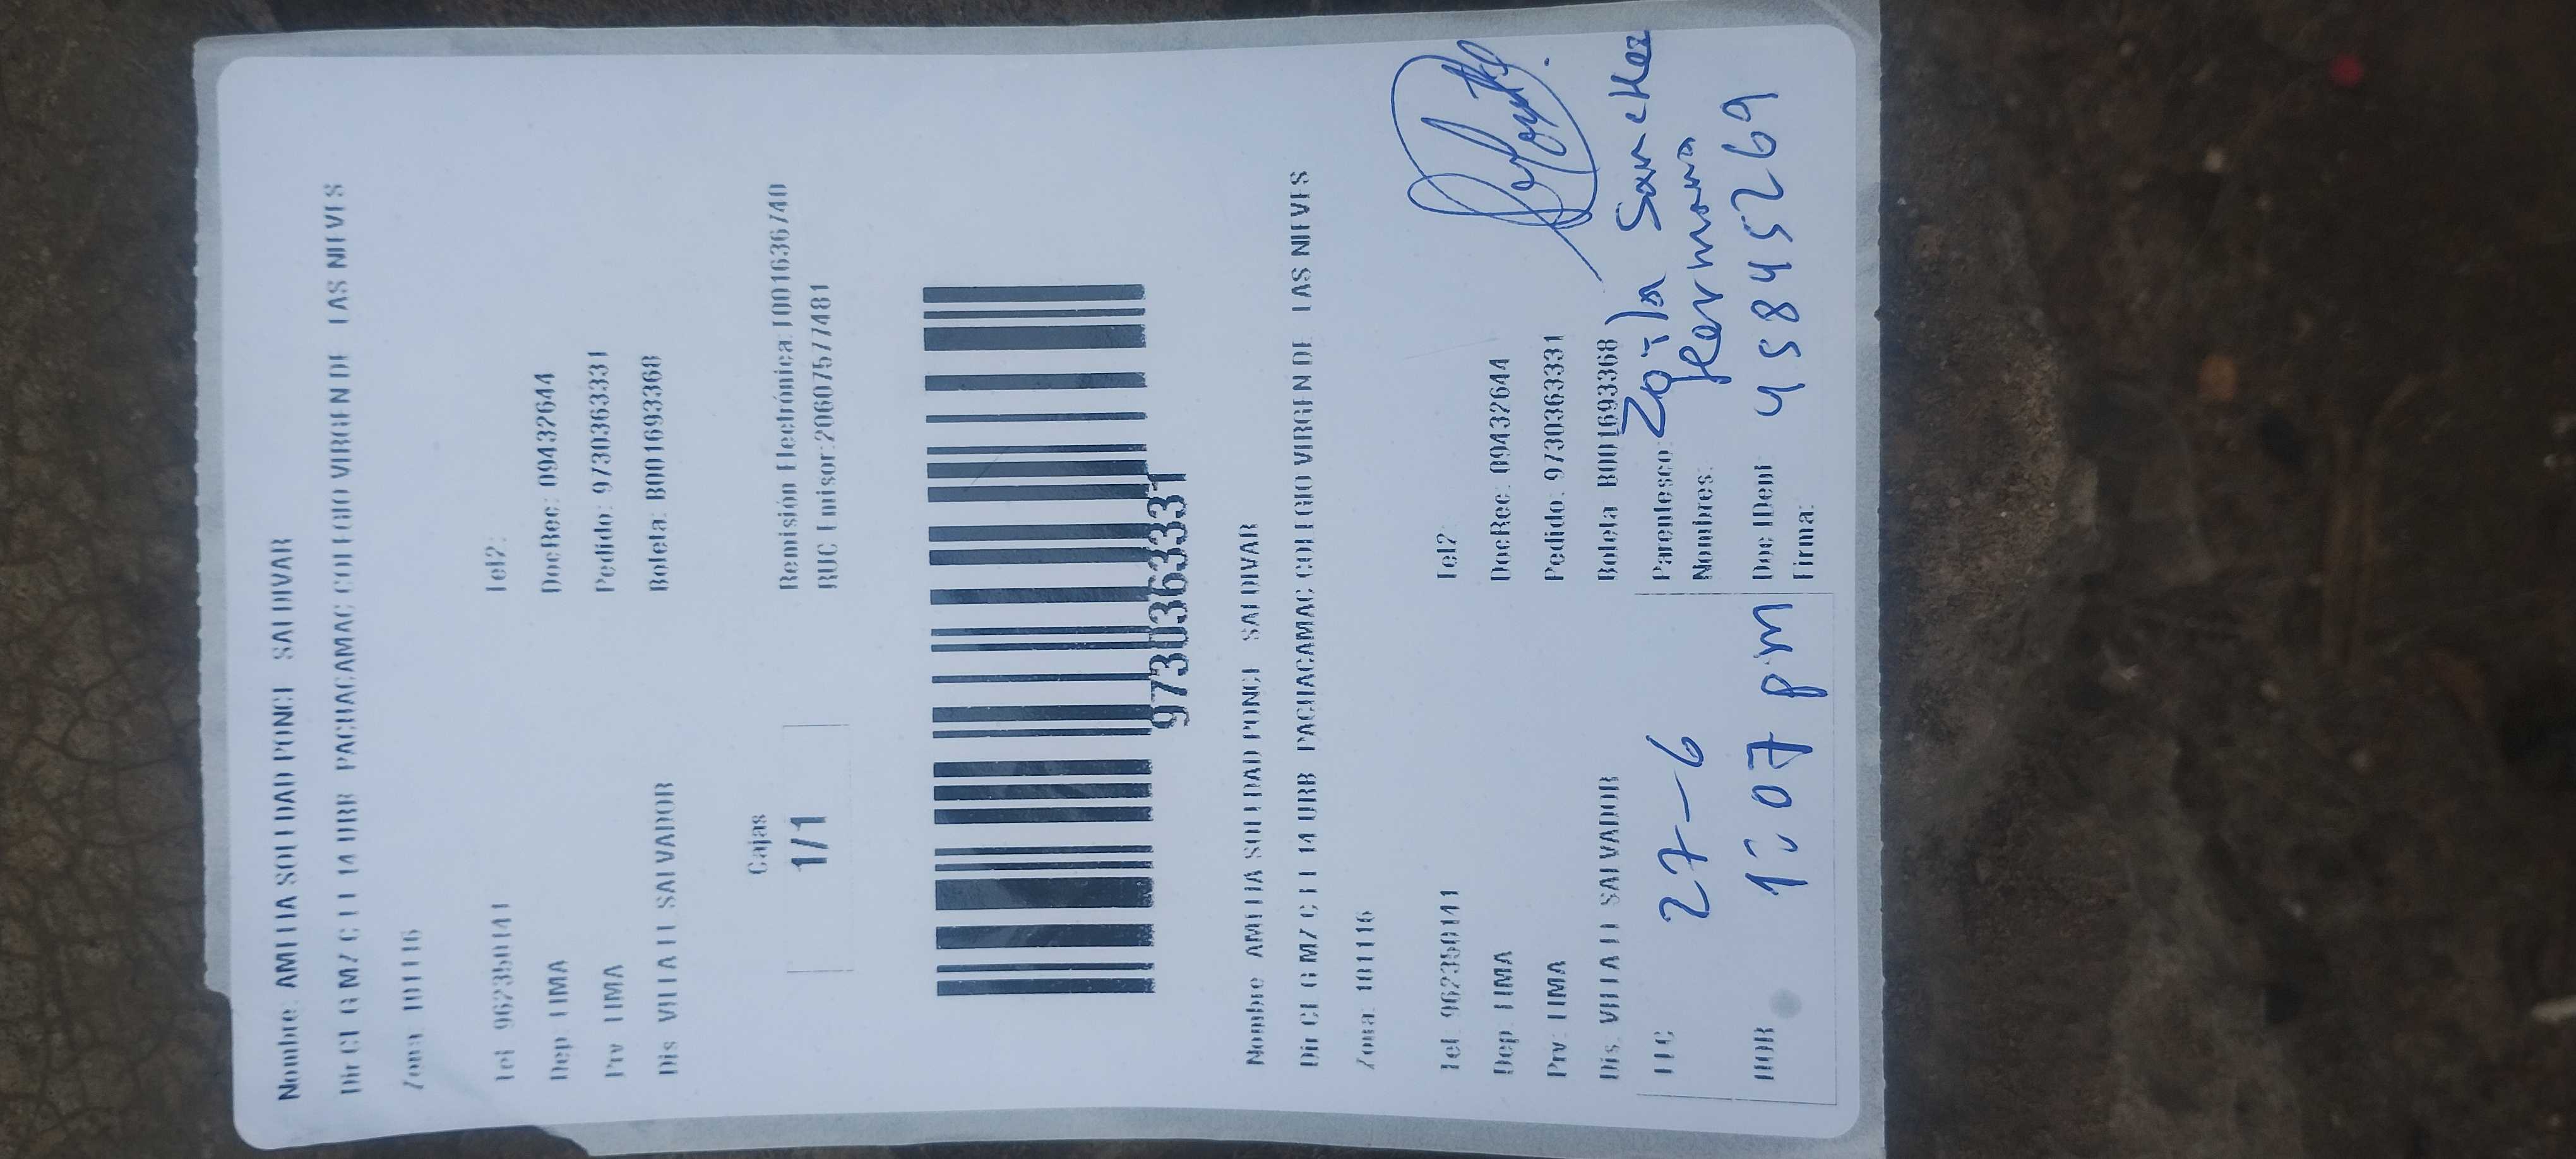 Nombre: AMELIA SOLEDAD PONCE SALDIVAR
Dir CL G MZ C LT 14 URB PACHACAMAC COLEGIO VIRGEN DE LAS NIEVES
Zona: 101116
Tel 962350141 Tel2:
Dep: LIMA DocRec: 09432644
Prv LIMA Pedido: 9730363331
Dis VILLA EL SALVADOR Boleta: B001693368
Cajas Remisión Electrónica: T001636740
1/1 RUC Emisor:20607577481
9730363331
Nombre AMELIA SOLEDAD PONCE SALDIVAR
Dir CL G MZ C LT 14 URB PACHACAMAC COLEGIO VIRGEN DE LAS NIEVES
Zona: 101116
Tel 962350141 Tel2:
Dep. LIMA DocRec: 09432644
Prv: LIMA Pedido: 9730363331
Dis. VILLA EL SALVADOR Boleta B001693368
FEC 27-6 Parentesco: Zoila Sanchez
Nombres: Hermana
HOR 1:07 pm Doc IDent 45845269
Firma: